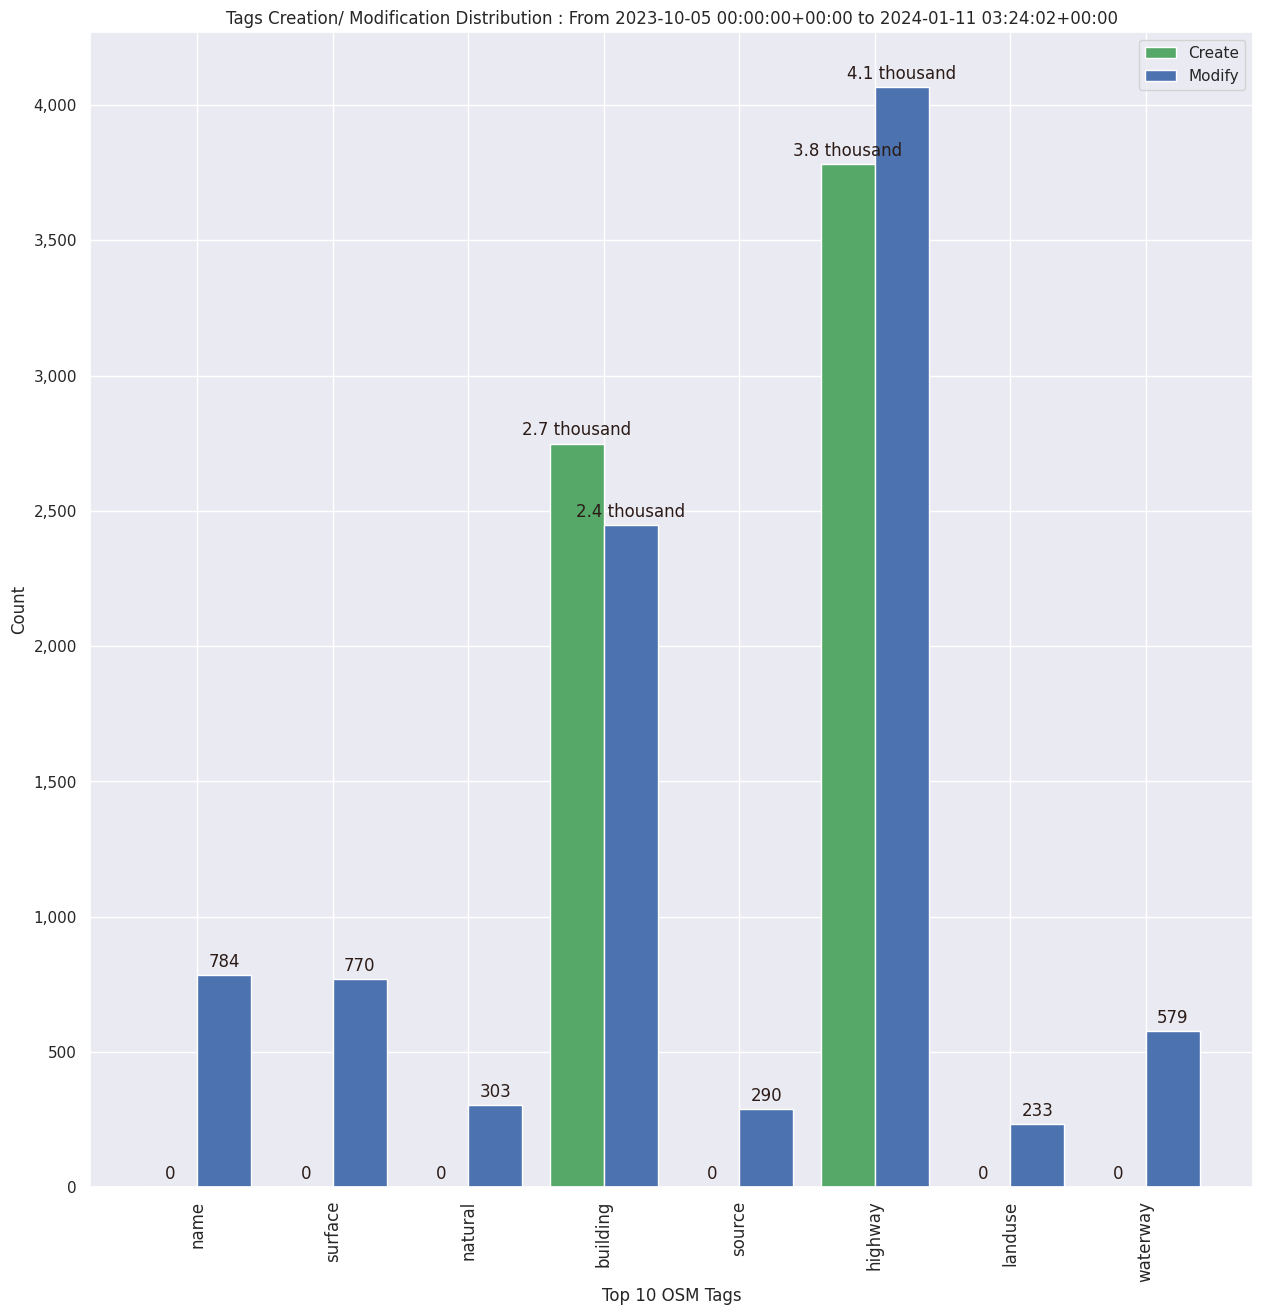 Tags Creation/ Modification Distribution : From 2023-10-05 00:00:00+00:00 to 2024-01-11 03:24:02+00:00
Create
Modify
4.1 thousand
3.8 thousand
2.7 thousand
2.4 thousand
784
770
579
303
290
233
0
0
0
0
0
0
4,000
3,500
3,000
2,500
2,000
1,500
1,000
500
0
Count
name
surface
natural
building
source
highway
landuse
waterway
Top 10 OSM Tags